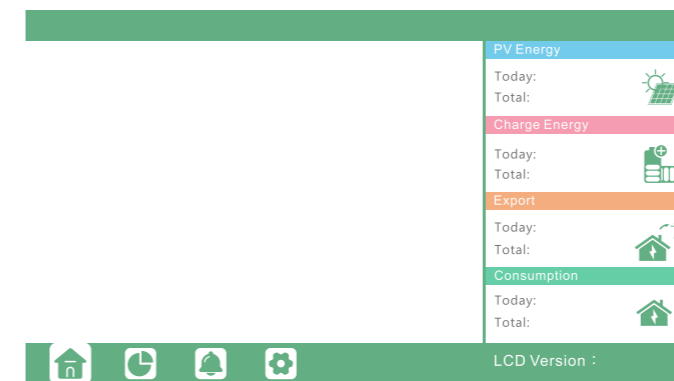 PV Energy
Today:
Total:
Charge Energy
Today:
Total:
Export
Today:
Total:
Consumption
Today:
Total:
LCD Version：